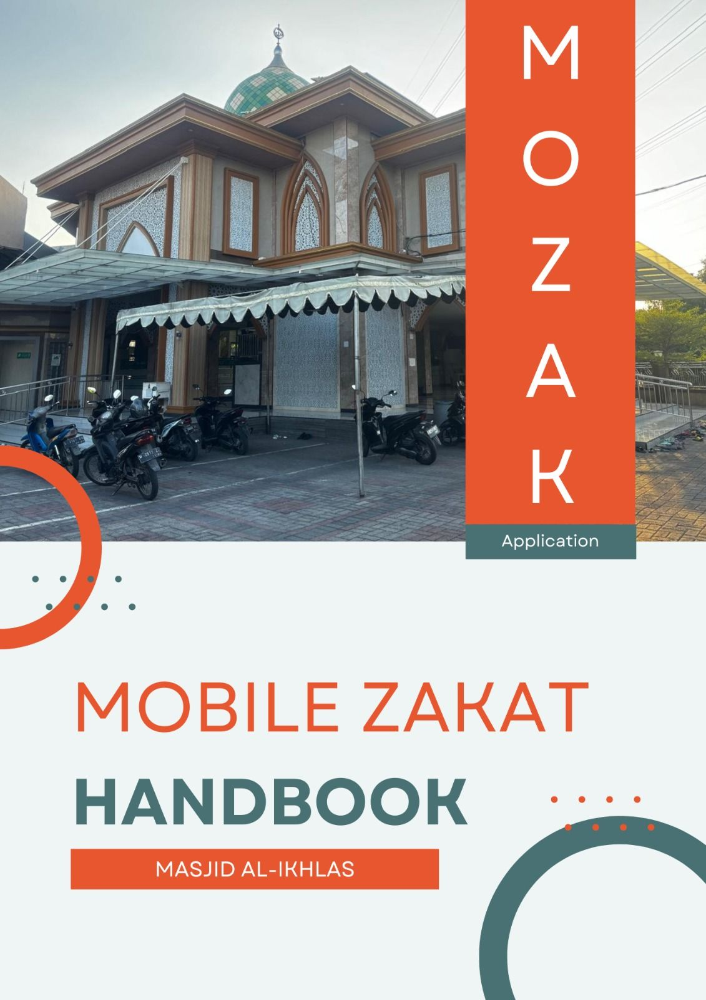 MOZAK
Application
MOBILE ZAKAT
HANDBOOK
MASJID AL-IKHLAS